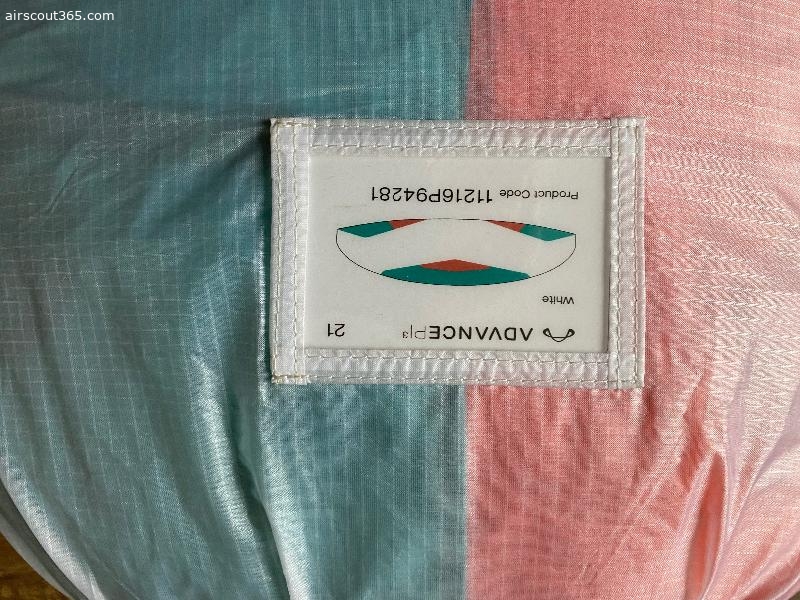 airscout365.com
ADVANCE PI³ 21
White
Product Code 11216P94281